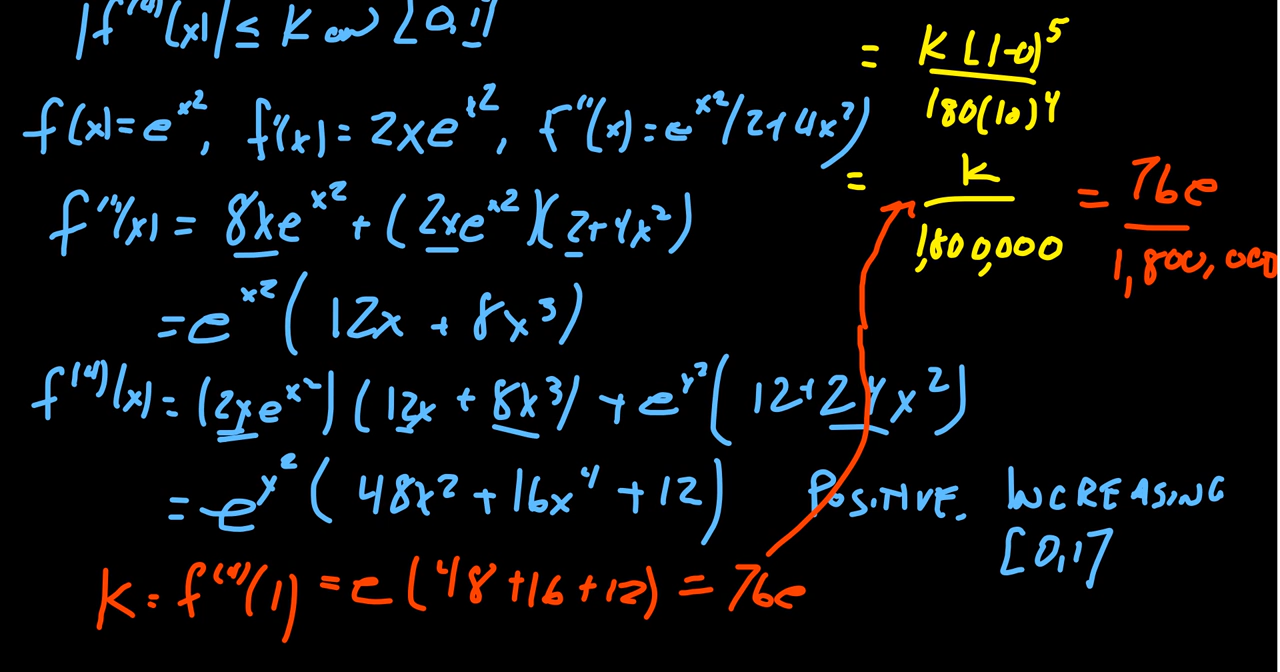 |f⁽⁴⁾(x)| ≤ K on [0,1]
= K(1-0)⁵ / 180(10)⁴
f(x) = e^x², f'(x) = 2xe^x², f''(x) = e^x²(2+4x²)
= K / 1,800,000 = 76e / 1,800,000
f'''(x) = 8xe^x² + (2xe^x²)(2+4x²)
= e^x² (12x + 8x³)
f⁽⁴⁾(x) = (2xe^x²)(12x + 8x³) + e^x²(12+24x²)
= e^x² (48x² + 16x⁴ + 12) POSITIVE. INCREASING
[0,1]
K = f⁽⁴⁾(1) = e(48+16+12) = 76e